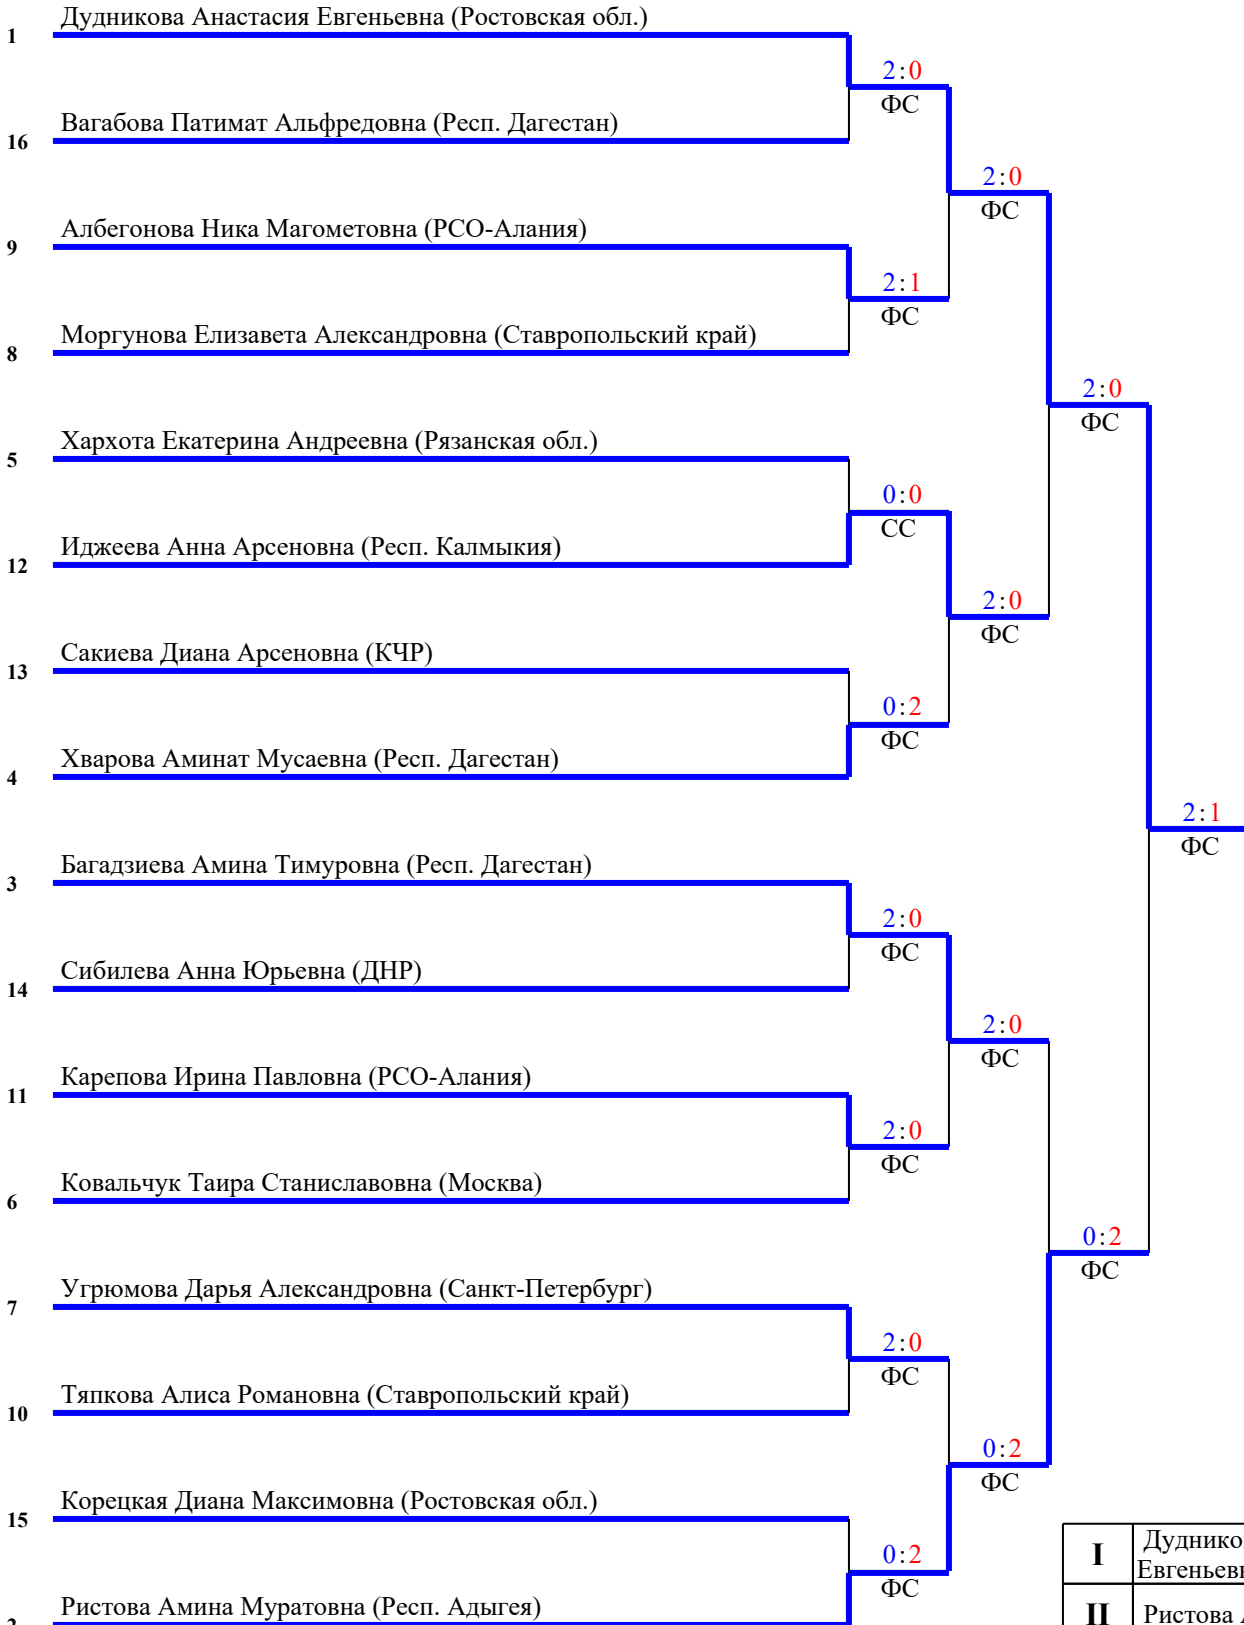 Дудникова Анастасия Евгеньевна (Ростовская обл.)
1
2:0
ФС
Вагабова Патимат Альфредовна (Респ. Дагестан)
16
2:0
ФС
Албегонова Ника Магометовна (РСО-Алания)
9
2:1
ФС
Моргунова Елизавета Александровна (Ставропольский край)
8
2:0
ФС
Хархота Екатерина Андреевна (Рязанская обл.)
5
0:0
СС
Иджеева Анна Арсеновна (Респ. Калмыкия)
12
2:0
ФС
Сакиева Диана Арсеновна (КЧР)
13
0:2
ФС
Хварова Аминат Мусаевна (Респ. Дагестан)
4
2:1
ФС
Багадзиева Амина Тимуровна (Респ. Дагестан)
3
2:0
ФС
Сибилева Анна Юрьевна (ДНР)
14
2:0
ФС
Карепова Ирина Павловна (РСО-Алания)
11
2:0
ФС
Ковальчук Таира Станиславовна (Москва)
6
0:2
ФС
Угрюмова Дарья Александровна (Санкт-Петербург)
7
2:0
ФС
Тяпкова Алиса Романовна (Ставропольский край)
10
0:2
ФС
Корецкая Диана Максимовна (Ростовская обл.)
15
0:2
ФС
I
Ристова Амина Муратовна (Респ. Адыгея)
II Ристова